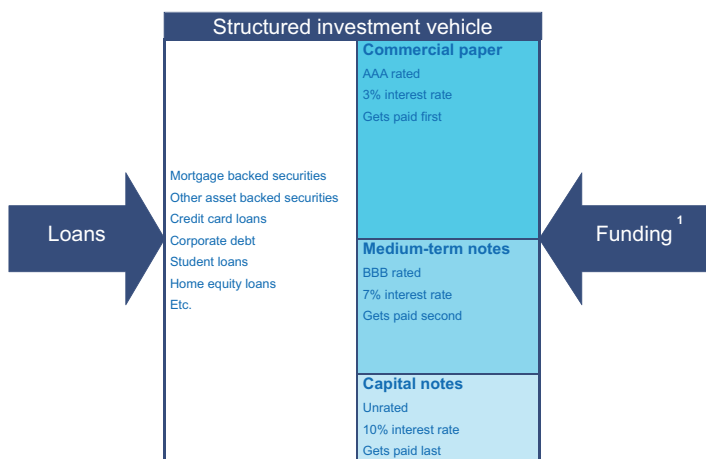 Structured investment vehicle
Loans
Mortgage backed securities
Other asset backed securities
Credit card loans
Corporate debt
Student loans
Home equity loans
Etc.
Commercial paper
AAA rated
3% interest rate
Gets paid first
Medium-term notes
BBB rated
7% interest rate
Gets paid second
Capital notes
Unrated
10% interest rate
Gets paid last
Funding 1